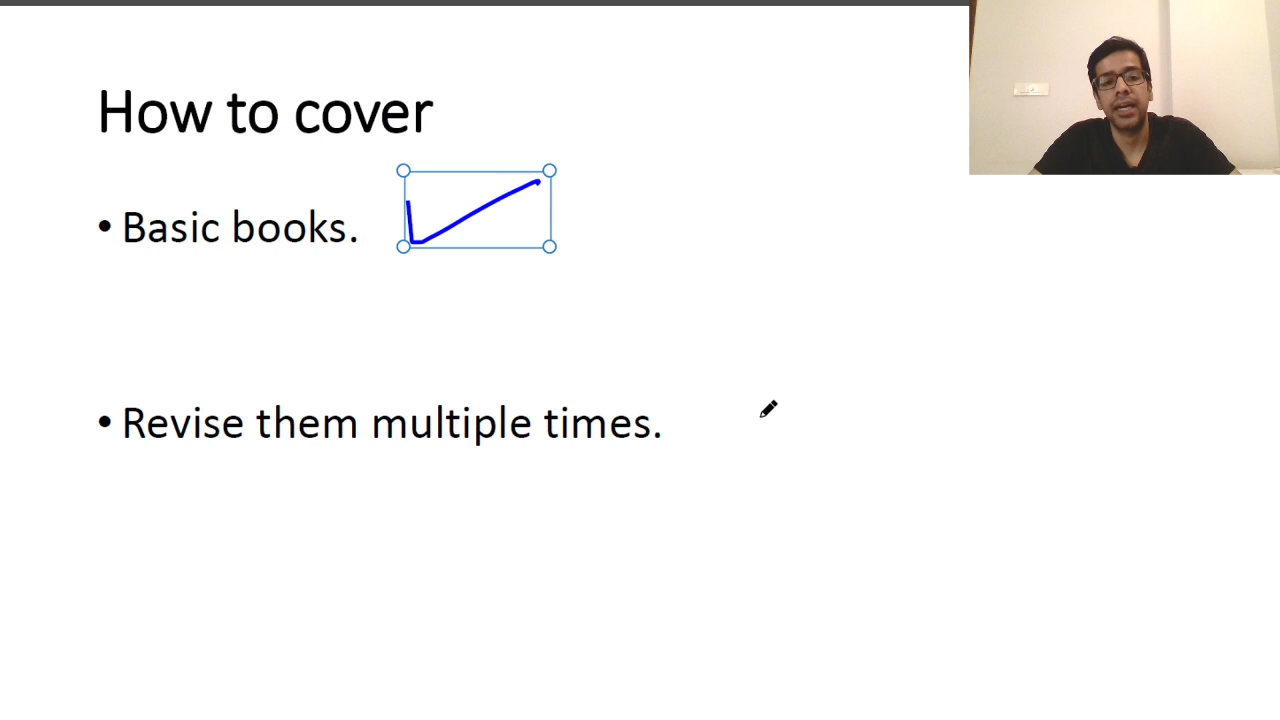 How to cover
• Basic books.
• Revise them multiple times.